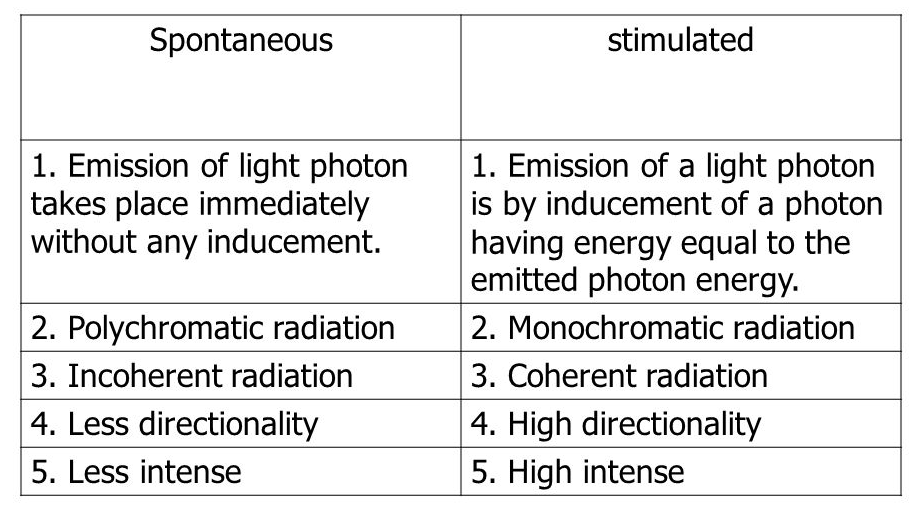 Spontaneous
stimulated
1. Emission of light photon
takes place immediately
without any inducement.
1. Emission of a light photon
is by inducement of a photon
having energy equal to the
emitted photon energy.
2. Polychromatic radiation
2. Monochromatic radiation
3. Incoherent radiation
3. Coherent radiation
4. Less directionality
4. High directionality
5. Less intense
5. High intense